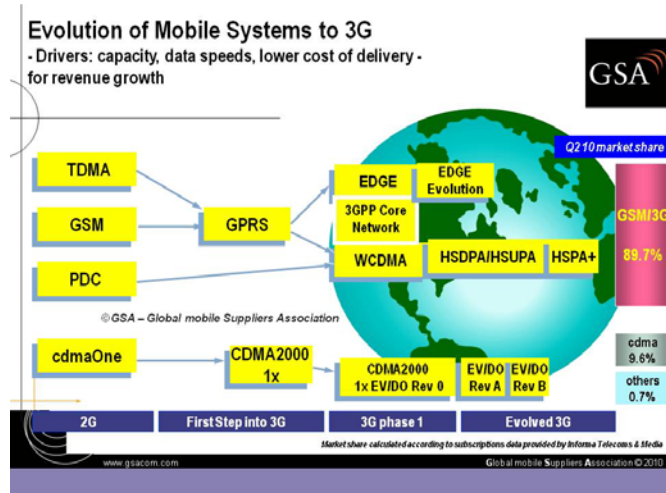 Evolution of Mobile Systems to 3G
- Drivers: capacity, data speeds, lower cost of delivery -
for revenue growth
GSA
Q210 market share
TDMA
GSM
PDC
GPRS
EDGE
EDGE
Evolution
3GPP Core
Network
WCDMA
HSDPA/HSUPA
HSPA+
GSM/3G
89.7%
©GSA – Global mobile Suppliers Association
cdmaOne
CDMA2000
1x
CDMA2000
1x EV/DO Rev 0
EV/DO
Rev A
EV/DO
Rev B
cdma
9.6%
others
0.7%
2G
First Step into 3G
3G phase 1
Evolved 3G
Market share calculated according to subscriptions data provided by Informa Telecoms & Media
www.gsacom.com
Global mobile Suppliers Association © 2010